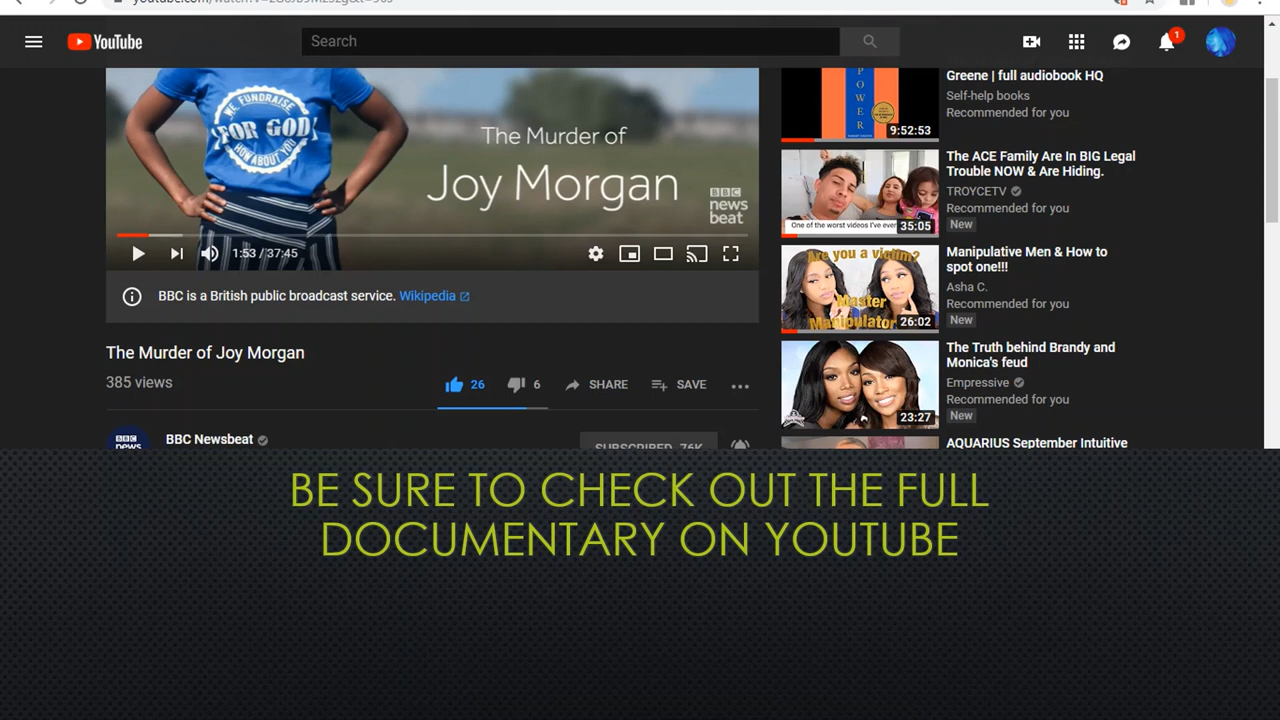 YouTube
Search
1
WE FUNDRAISE
FOR GOD
HOW ABOUT YOU
The Murder of
Joy Morgan
BBC
news
beat
1:53 / 37:45
BBC is a British public broadcast service. Wikipedia
The Murder of Joy Morgan
385 views
26
6
SHARE
SAVE
BBC
news
BBC Newsbeat
SUBSCRIBED 76K
POWER
9:52:53
Greene | full audiobook HQ
Self-help books
Recommended for you
One of the worst videos I've ever
35:05
The ACE Family Are In BIG Legal
Trouble NOW & Are Hiding.
TROYCETV
Recommended for you
New
Are you a victim?
Master
Manipulator
26:02
Manipulative Men & How to
spot one!!!
Asha C.
Recommended for you
New
23:27
The Truth behind Brandy and
Monica's feud
Empressive
Recommended for you
New
AQUARIUS September Intuitive
BE SURE TO CHECK OUT THE FULL
DOCUMENTARY ON YOUTUBE